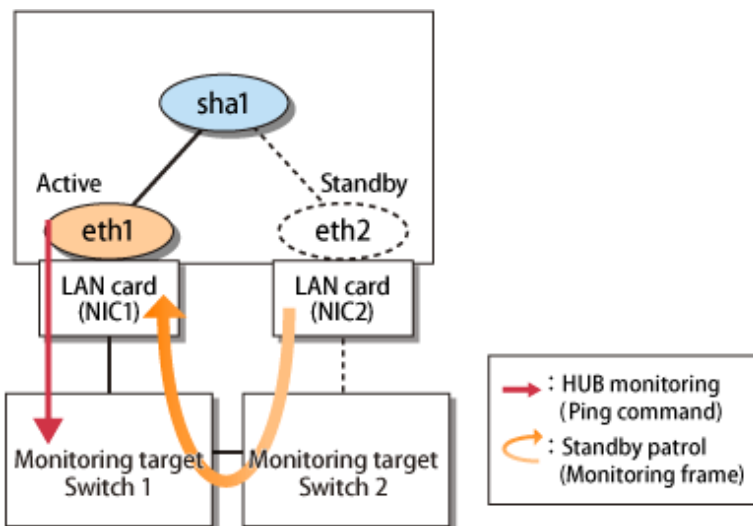 sha1
Active
Standby
eth1
eth2
LAN card
(NIC1)
LAN card
(NIC2)
Monitoring target
Switch 1
Monitoring target
Switch 2
: HUB monitoring
(Ping command)
: Standby patrol
(Monitoring frame)